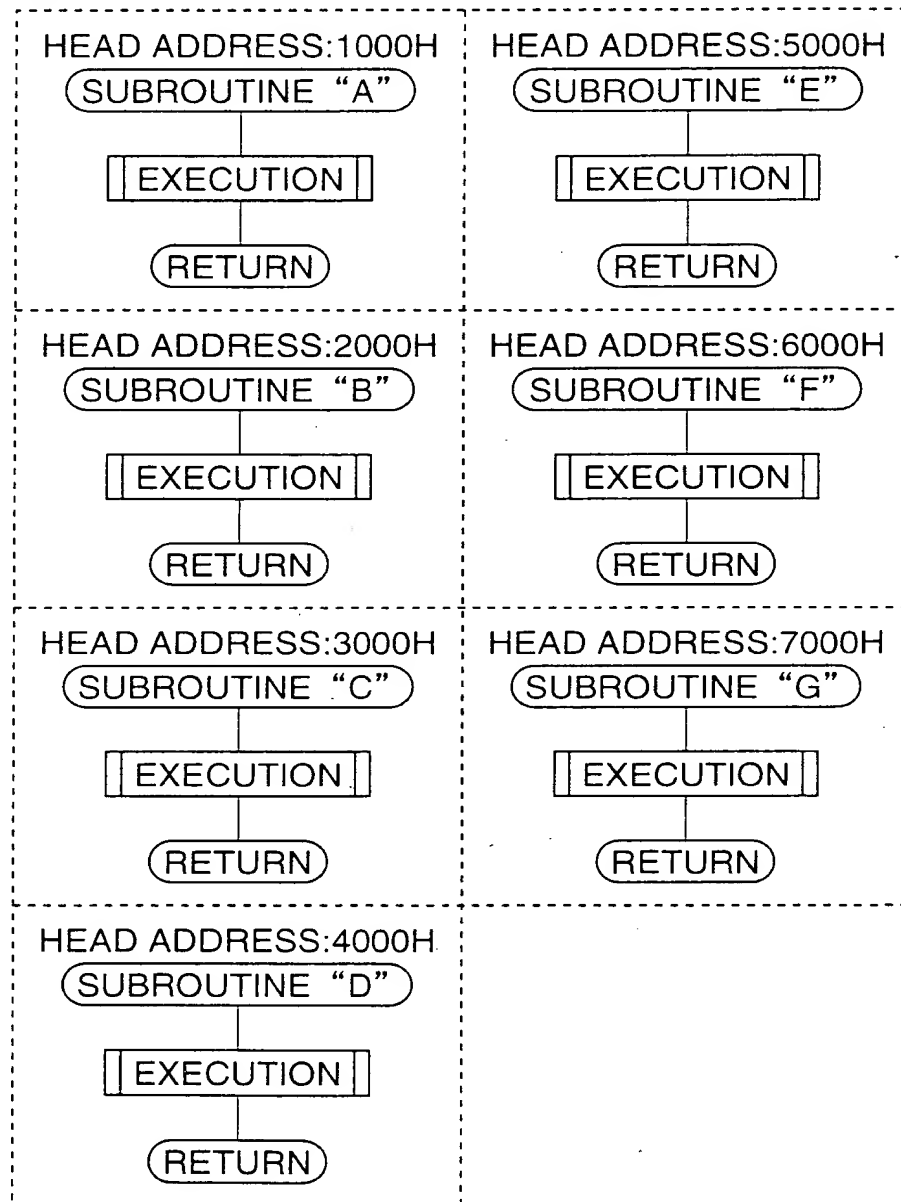 HEAD ADDRESS:1000H
SUBROUTINE “A”
EXECUTION
RETURN
HEAD ADDRESS:2000H
SUBROUTINE “B”
EXECUTION
RETURN
HEAD ADDRESS:3000H
SUBROUTINE “C”
EXECUTION
RETURN
HEAD ADDRESS:4000H
SUBROUTINE “D”
EXECUTION
RETURN
HEAD ADDRESS:5000H
SUBROUTINE “E”
EXECUTION
RETURN
HEAD ADDRESS:6000H
SUBROUTINE “F”
EXECUTION
RETURN
HEAD ADDRESS:7000H
SUBROUTINE “G”
EXECUTION
RETURN